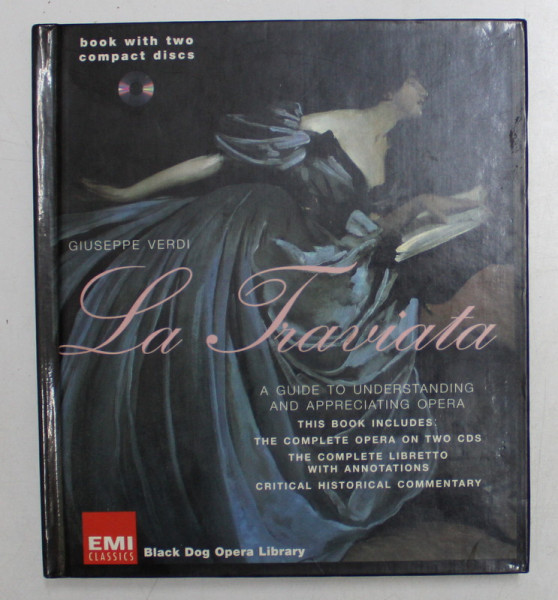 book with two
compact discs
GIUSEPPE VERDI
La Traviata
A GUIDE TO UNDERSTANDING
AND APPRECIATING OPERA
THIS BOOK INCLUDES:
THE COMPLETE OPERA ON TWO CDS
THE COMPLETE LIBRETTO
WITH ANNOTATIONS
CRITICAL HISTORICAL COMMENTARY
EMI
CLASSICS
Black Dog Opera Library